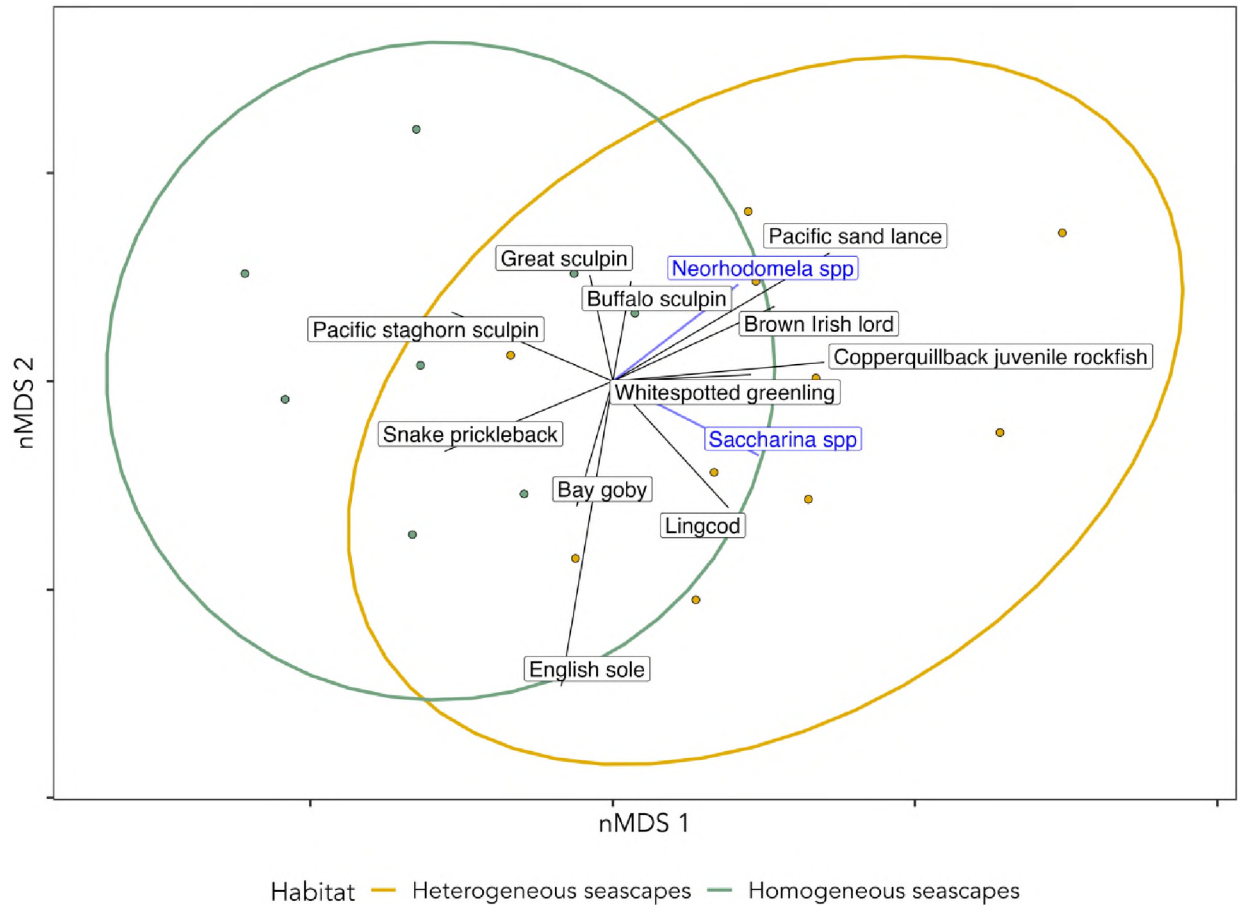 Pacific sand lance
Great sculpin
Neorhodomela spp
Buffalo sculpin
Brown Irish lord
Pacific staghorn sculpin
Copperquillback juvenile rockfish
Whitespotted greenling
Snake prickleback
Saccharina spp
Bay goby
Lingcod
English sole
nMDS 2
nMDS 1
Habitat Heterogeneous seascapes Homogeneous seascapes